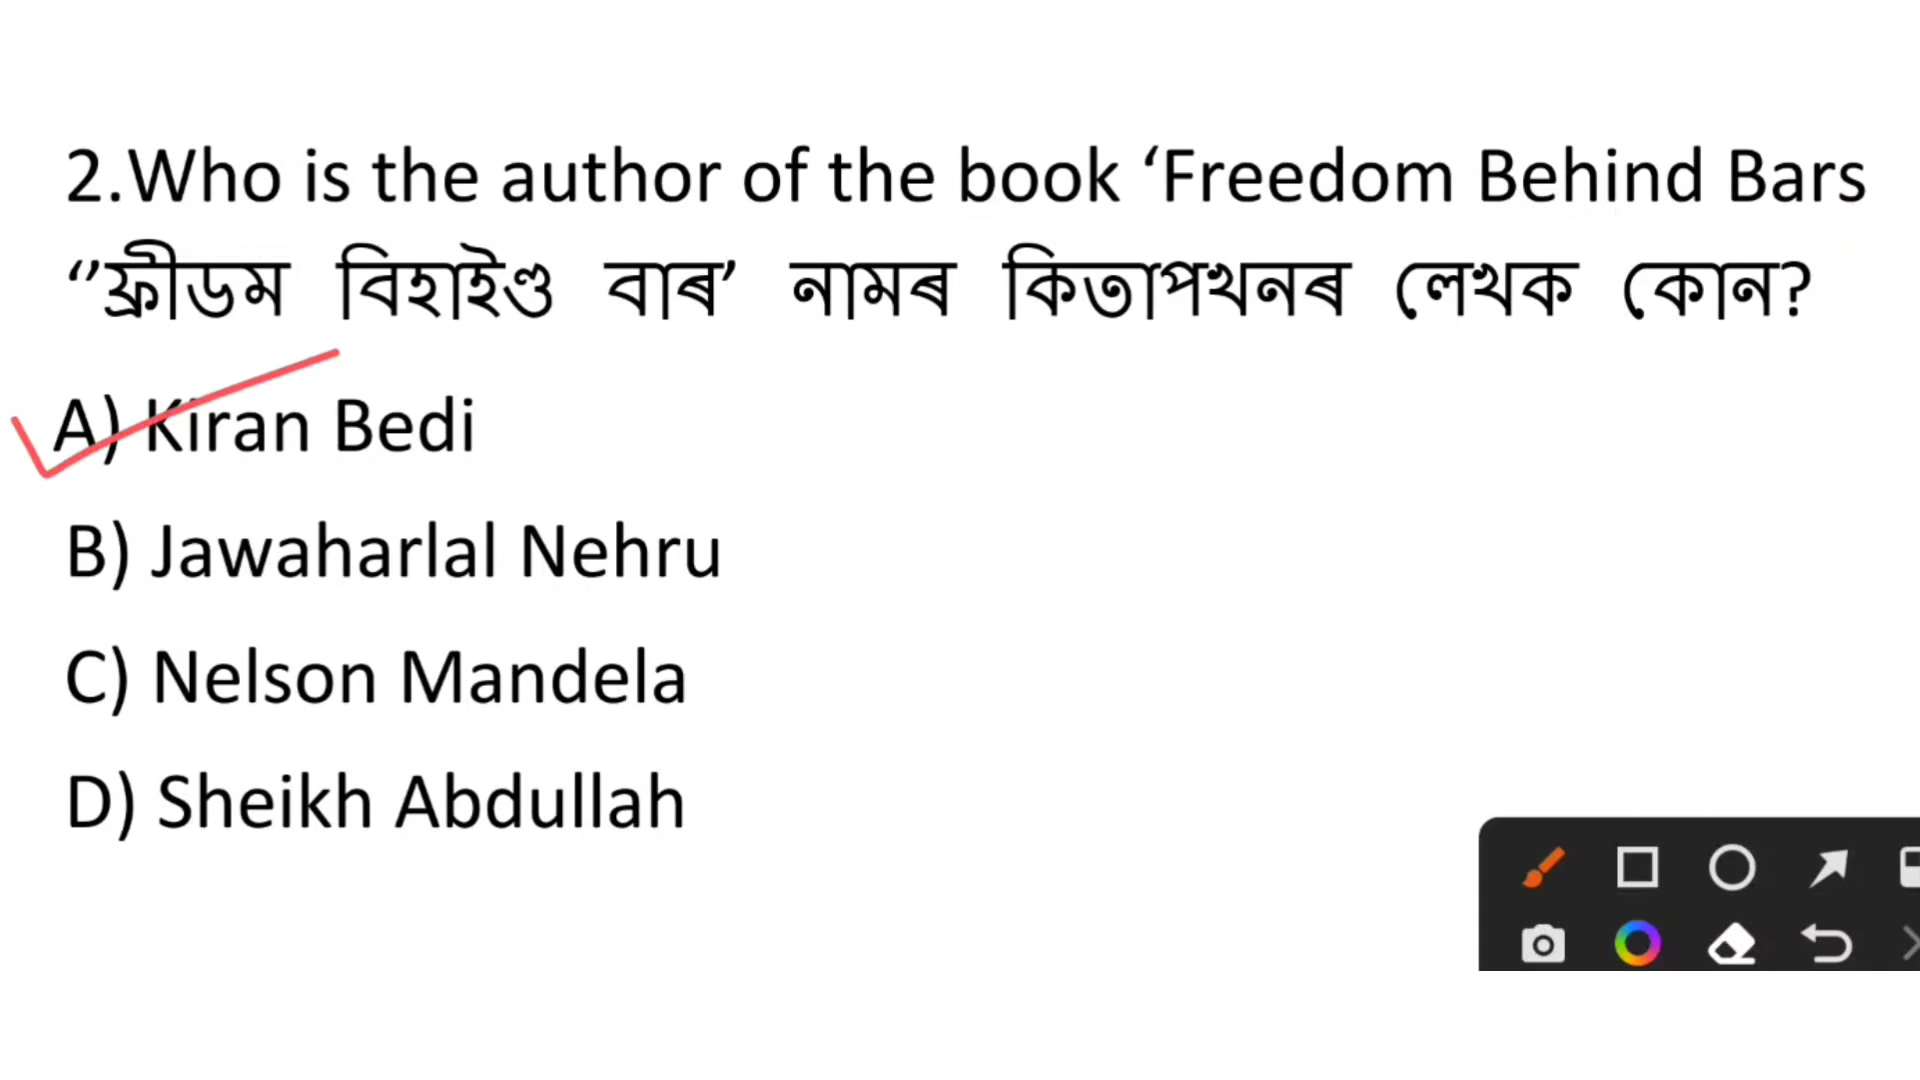 2.Who is the author of the book ‘Freedom Behind Bars
‘’ফ্ৰীডম বিহাইণ্ড বাৰ’ নামৰ কিতাপখনৰ লেখক কোন?
A) Kiran Bedi
B) Jawaharlal Nehru
C) Nelson Mandela
D) Sheikh Abdullah